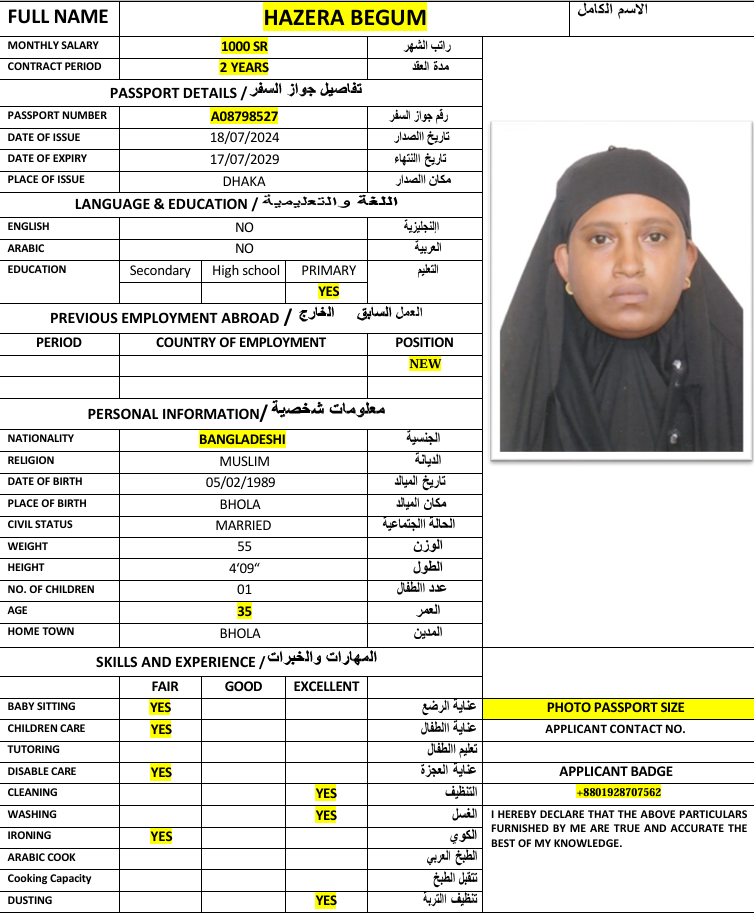 FULL NAME HAZERA BEGUM الاسم الكامل
MONTHLY SALARY 1000 SR راتب الشهر
CONTRACT PERIOD 2 YEARS مدة العقد
PASSPORT DETAILS / تفاصيل جواز السفر
PASSPORT NUMBER A08798527 رقم جواز السفر
DATE OF ISSUE 18/07/2024 تاريخ االصدار
DATE OF EXPIRY 17/07/2029 تاريخ االنتهاء
PLACE OF ISSUE DHAKA مكان االصدار
LANGUAGE & EDUCATION / اللغة والتعليمية
ENGLISH NO اإلنجليزية
ARABIC NO العربية
EDUCATION Secondary High school PRIMARY التعليم
YES
PREVIOUS EMPLOYMENT ABROAD / العمل السابق الخارج
PERIOD COUNTRY OF EMPLOYMENT POSITION
NEW
PERSONAL INFORMATION/ معلومات شخصية
NATIONALITY BANGLADESHI الجنسية
RELIGION MUSLIM الديانة
DATE OF BIRTH 05/02/1989 تاريخ الميالد
PLACE OF BIRTH BHOLA مكان الميالد
CIVIL STATUS MARRIED الحالة االجتماعية
WEIGHT 55 الوزن
HEIGHT 4‘09“ الطول
NO. OF CHILDREN 01 عدد االطفال
AGE 35 العمر
HOME TOWN BHOLA المدين
SKILLS AND EXPERIENCE / المهارات والخبرات
FAIR GOOD EXCELLENT
BABY SITTING YES عناية الرضع
CHILDREN CARE YES عناية االطفال
TUTORING تعليم االطفال
DISABLE CARE YES عناية العجزة
CLEANING YES التنظيف
WASHING YES الغسل
IRONING YES الكوي
ARABIC COOK الطبخ العربي
Cooking Capacity تتقبل الطبخ
DUSTING YES تنظيف االتربة
PHOTO PASSPORT SIZE
APPLICANT CONTACT NO.
APPLICANT BADGE
+8801928707562
I HEREBY DECLARE THAT THE ABOVE PARTICULARS
FURNISHED BY ME ARE TRUE AND ACCURATE THE
BEST OF MY KNOWLEDGE.